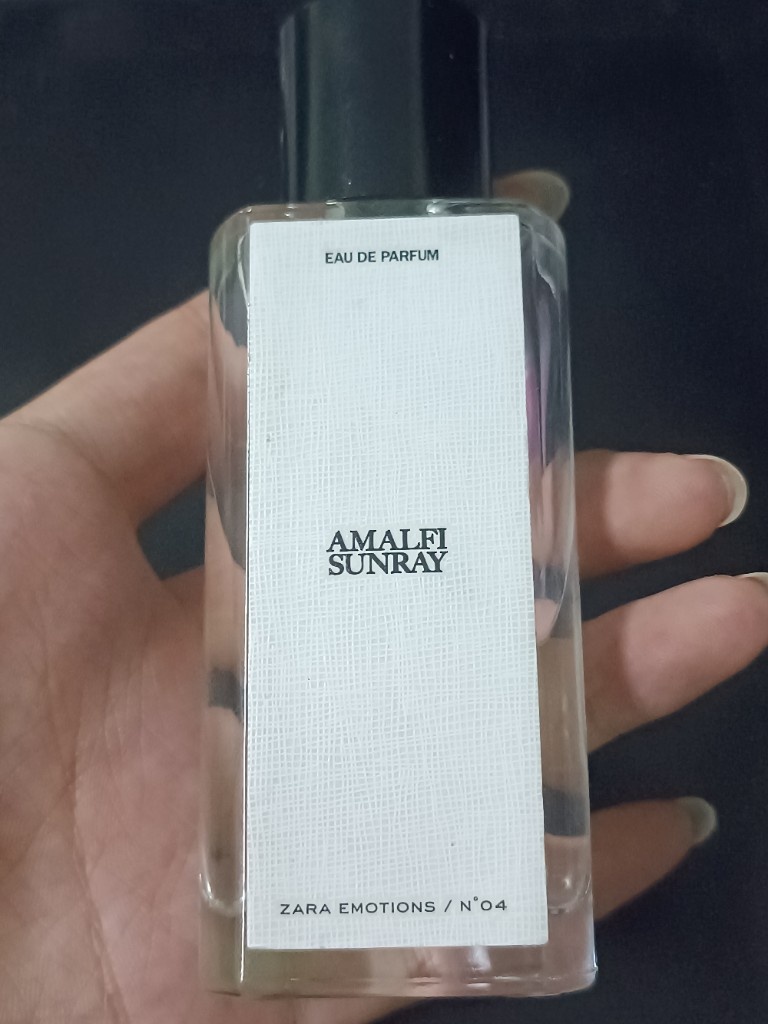 EAU DE PARFUM
AMALFI
SUNRAY
ZARA EMOTIONS / N°04